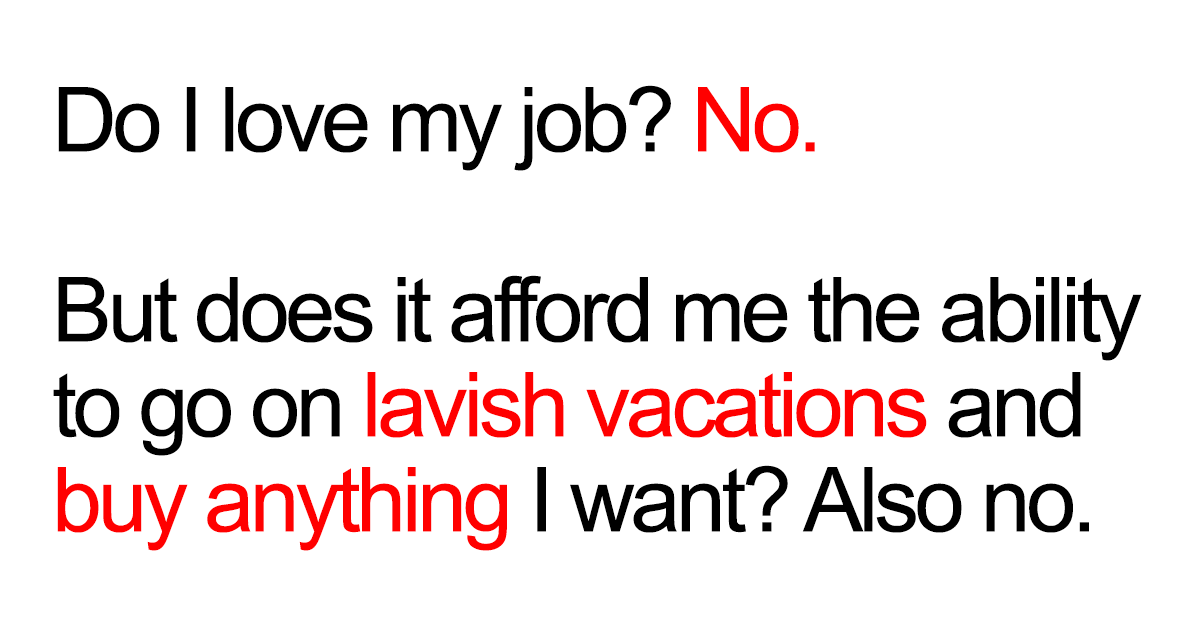 Do I love my job? No.
But does it afford me the ability
to go on lavish vacations and
buy anything I want? Also no.